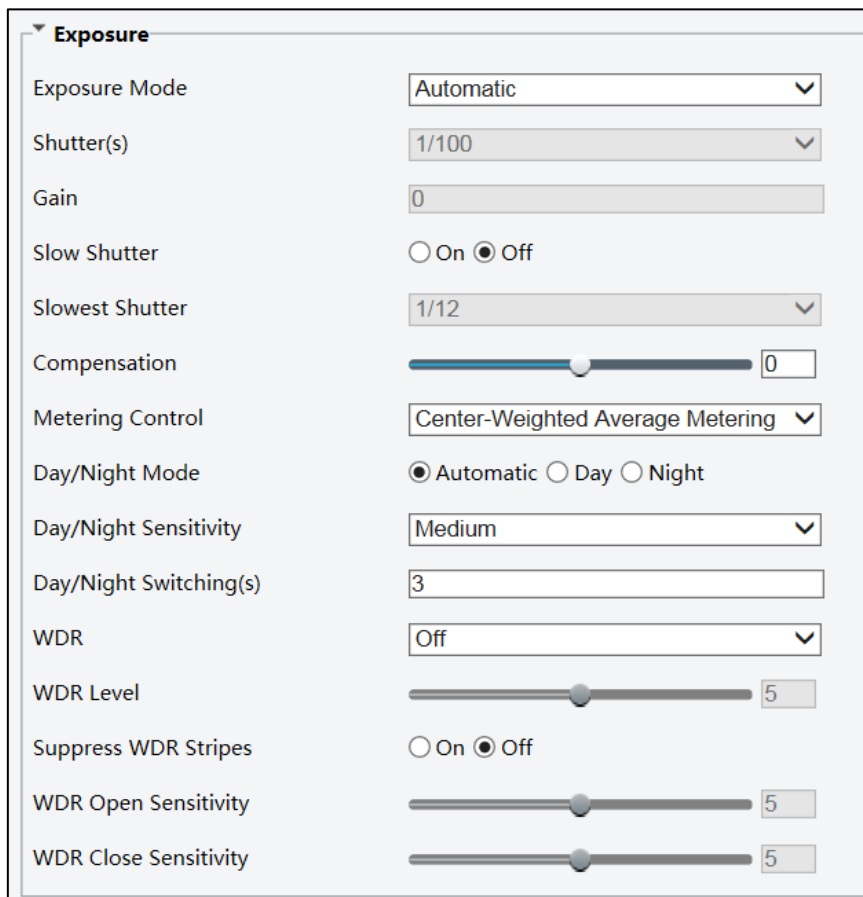 Exposure
Exposure Mode Automatic
Shutter(s) 1/100
Gain 0
Slow Shutter On Off
Slowest Shutter 1/12
Compensation 0
Metering Control Center-Weighted Average Metering
Day/Night Mode Automatic Day Night
Day/Night Sensitivity Medium
Day/Night Switching(s) 3
WDR Off
WDR Level 5
Suppress WDR Stripes On Off
WDR Open Sensitivity 5
WDR Close Sensitivity 5